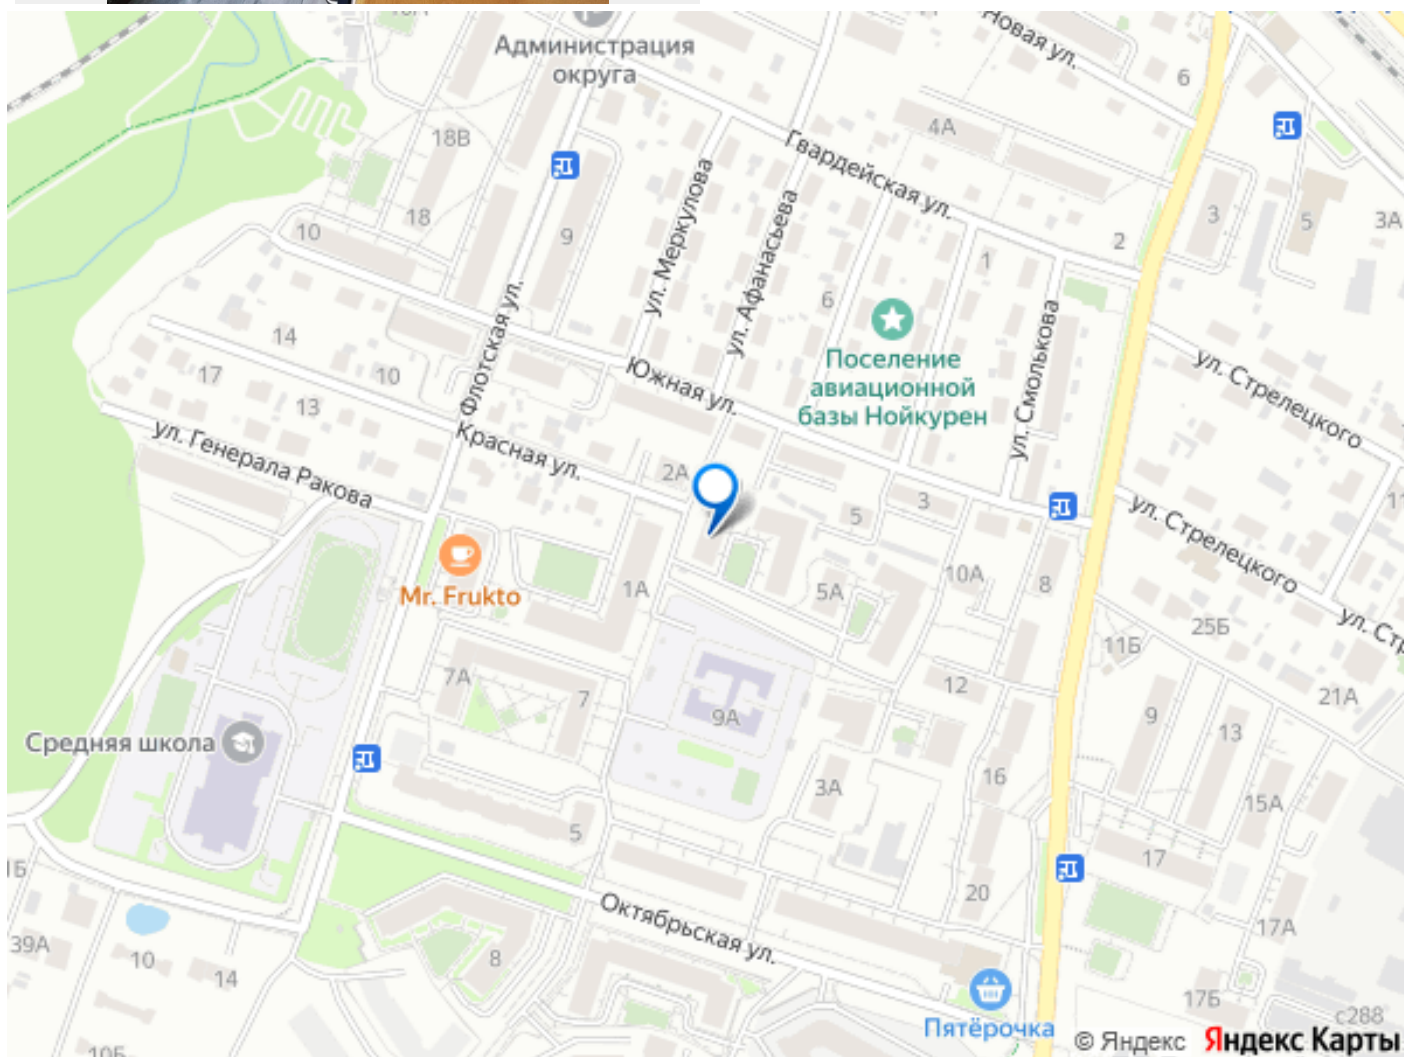 Администрация
округа
Новая ул.
6
18В
4А
Гвардейская ул.
3
5
3А
18
10
9
ул. Меркулова
ул. Афанасьева
1
2
6
Флотская ул.
ул. Смолькова
14
10
17
13
Поселение
авиационной
базы Нойкурен
Южная ул.
ул. Стрелецкого
ул. Генерала Ракова
Красная ул.
2А
5
3
ул. Стрелецкого
Mr. Frukto
1А
5А
10А
8
25Б
11Б
21А
7А
7
9А
12
9
13
Средняя школа
16
3А
15А
5
17
20
Октябрьская ул.
17А
39А
10
14
8
17Б
с288
Пятёрочка
10Б
© Яндекс Яндекс Карты